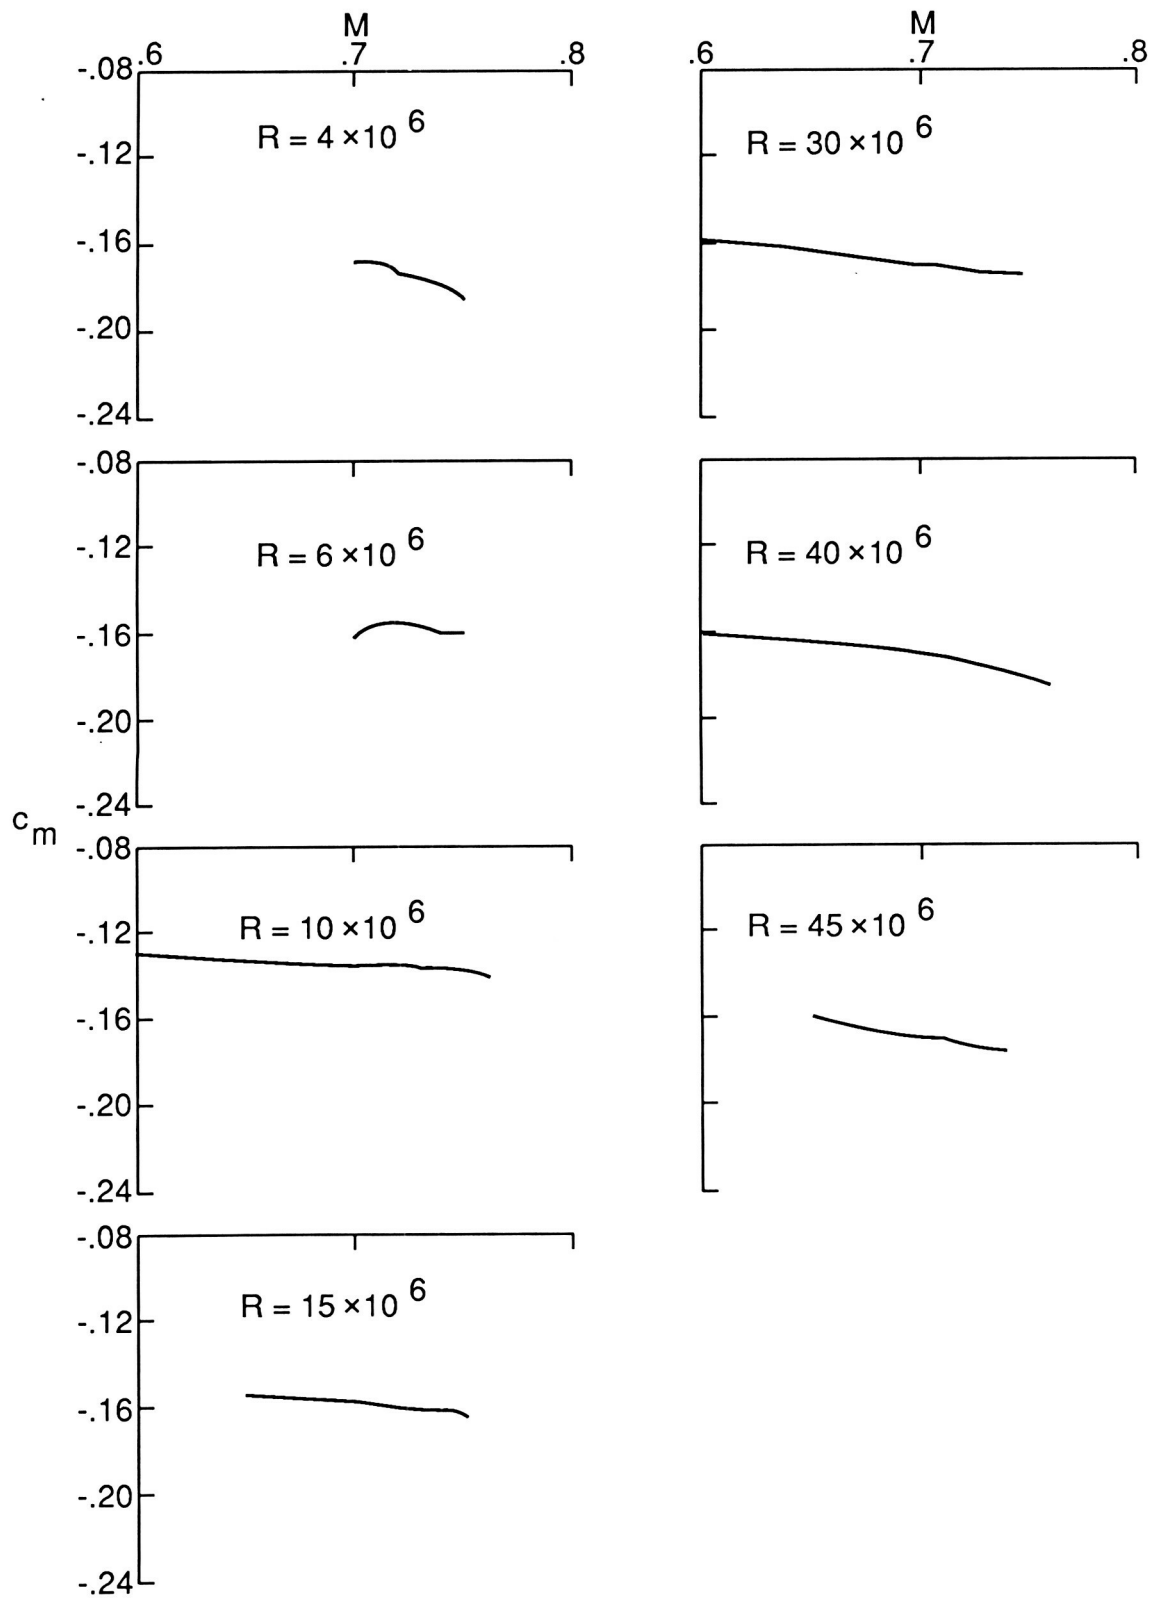 M
.6 .7 .8
-.08
R = 4 ×10 6
-.12
-.16
-.20
-.24
-.08
R = 6 ×10 6
-.12
-.16
-.20
-.24
c m
-.08
R = 10 ×10 6
-.12
-.16
-.20
-.24
-.08
R = 15 ×10 6
-.12
-.16
-.20
-.24
M
.6 .7 .8
R = 30 ×10 6
R = 40 ×10 6
R = 45 ×10 6